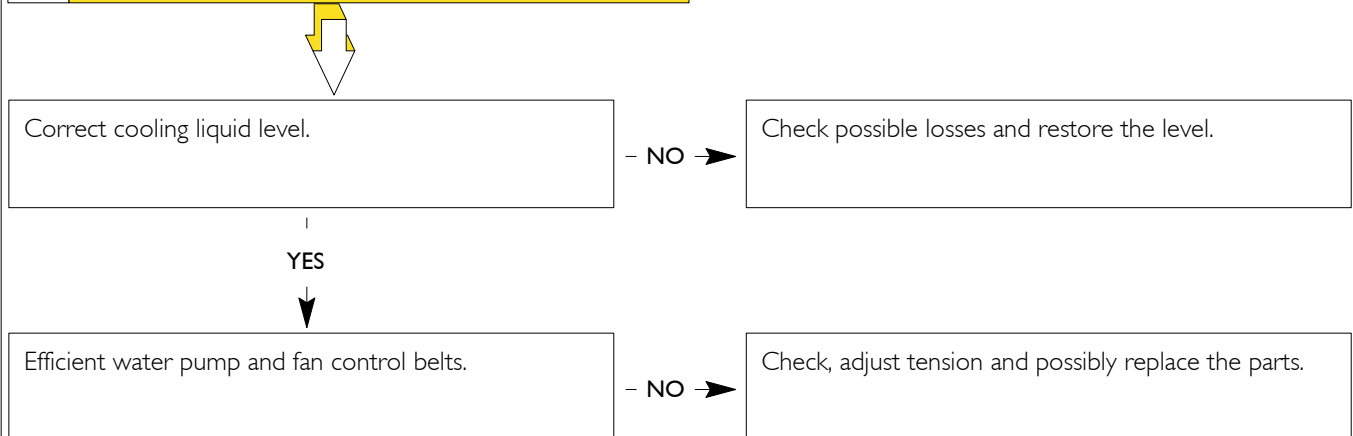 Correct cooling liquid level.
– NO
Check possible losses and restore the level.
YES
Efficient water pump and fan control belts.
– NO
Check, adjust tension and possibly replace the parts.